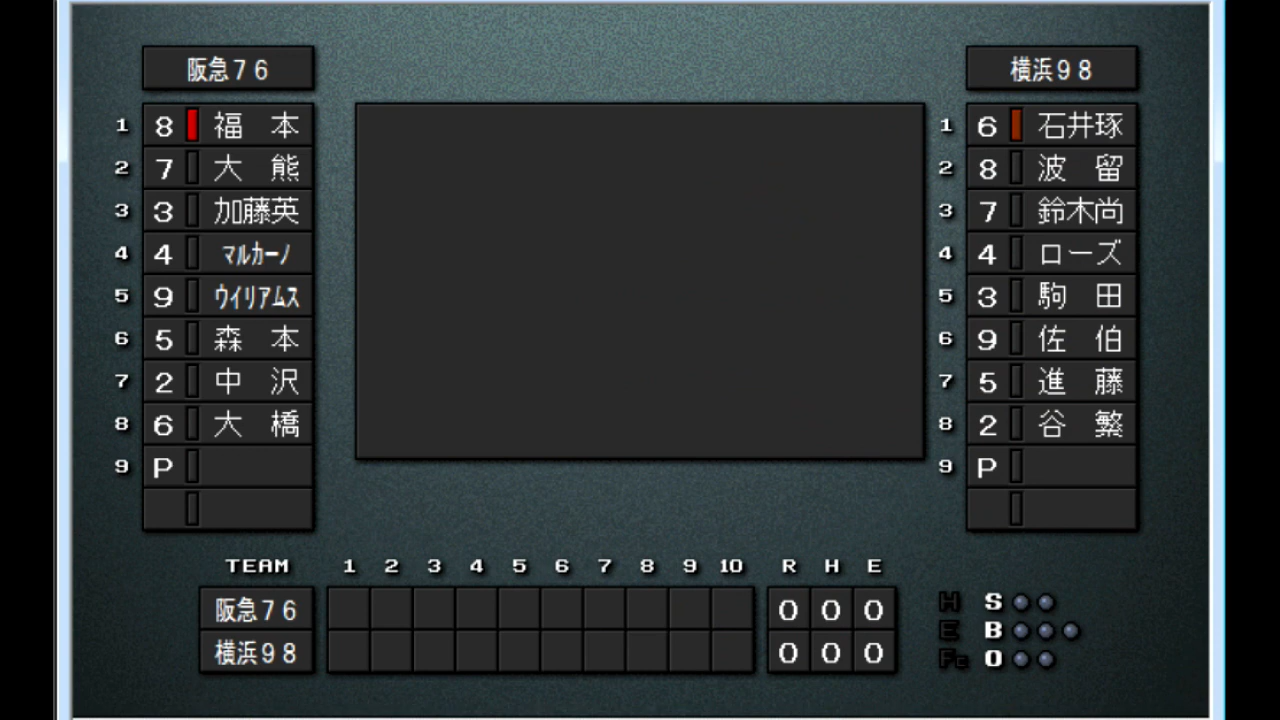 阪急76
1 8 福 本
2 7 大 熊
3 3 加藤英
4 4 マルカーノ
5 9 ウイリアムス
6 5 森 本
7 2 中 沢
8 6 大 橋
9 P
横浜98
1 6 石井琢
2 8 波 留
3 7 鈴木尚
4 4 ローズ
5 3 駒 田
6 9 佐 伯
7 5 進 藤
8 2 谷 繁
9 P
TEAM 1 2 3 4 5 6 7 8 9 10 R H E
阪急76 0 0 0
横浜98 0 0 0
H S
E B
Fc O